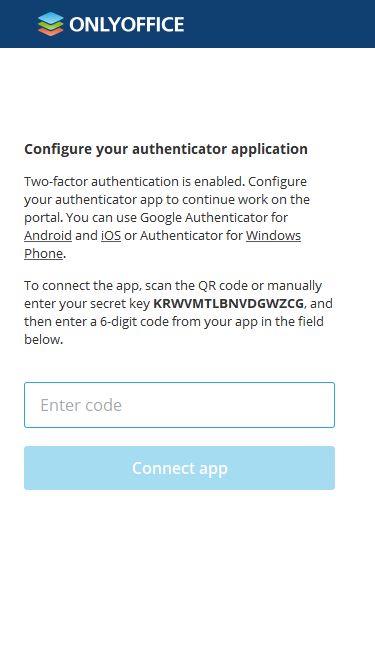 ONLYOFFICE
Configure your authenticator application
Two-factor authentication is enabled. Configure
your authenticator app to continue work on the
portal. You can use Google Authenticator for
Android and iOS or Authenticator for Windows
Phone.
To connect the app, scan the QR code or manually
enter your secret key KRWVMTLBNVDGWZCG, and
then enter a 6-digit code from your app in the field
below.
Enter code
Connect app